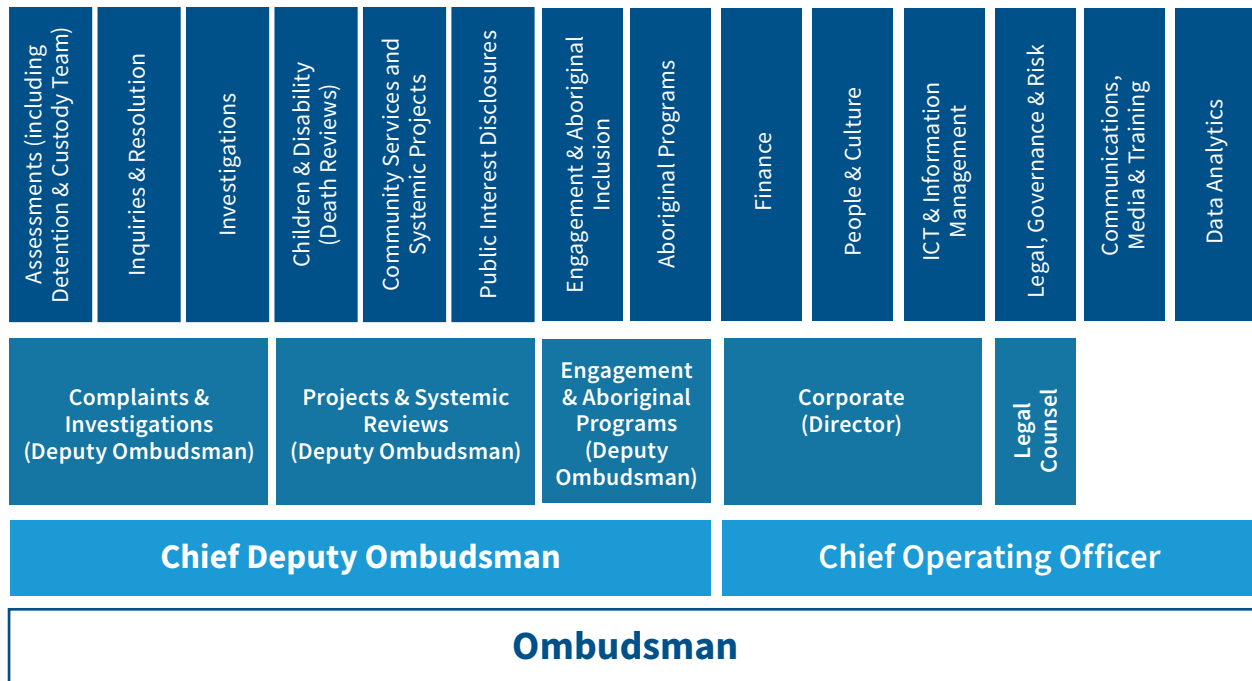 Assessments (including
Detention & Custody Team)
Inquiries & Resolution
Investigations
Children & Disability
(Death Reviews)
Community Services and
Systemic Projects
Public Interest Disclosures
Engagement & Aboriginal
Inclusion
Aboriginal Programs
Finance
People & Culture
ICT & Information
Management
Legal, Governance & Risk
Communications,
Media & Training
Data Analytics
Complaints &
Investigations
(Deputy Ombudsman)
Projects & Systemic
Reviews
(Deputy Ombudsman)
Engagement
& Aboriginal
Programs
(Deputy
Ombudsman)
Corporate
(Director)
Legal
Counsel
Chief Deputy Ombudsman
Chief Operating Officer
Ombudsman